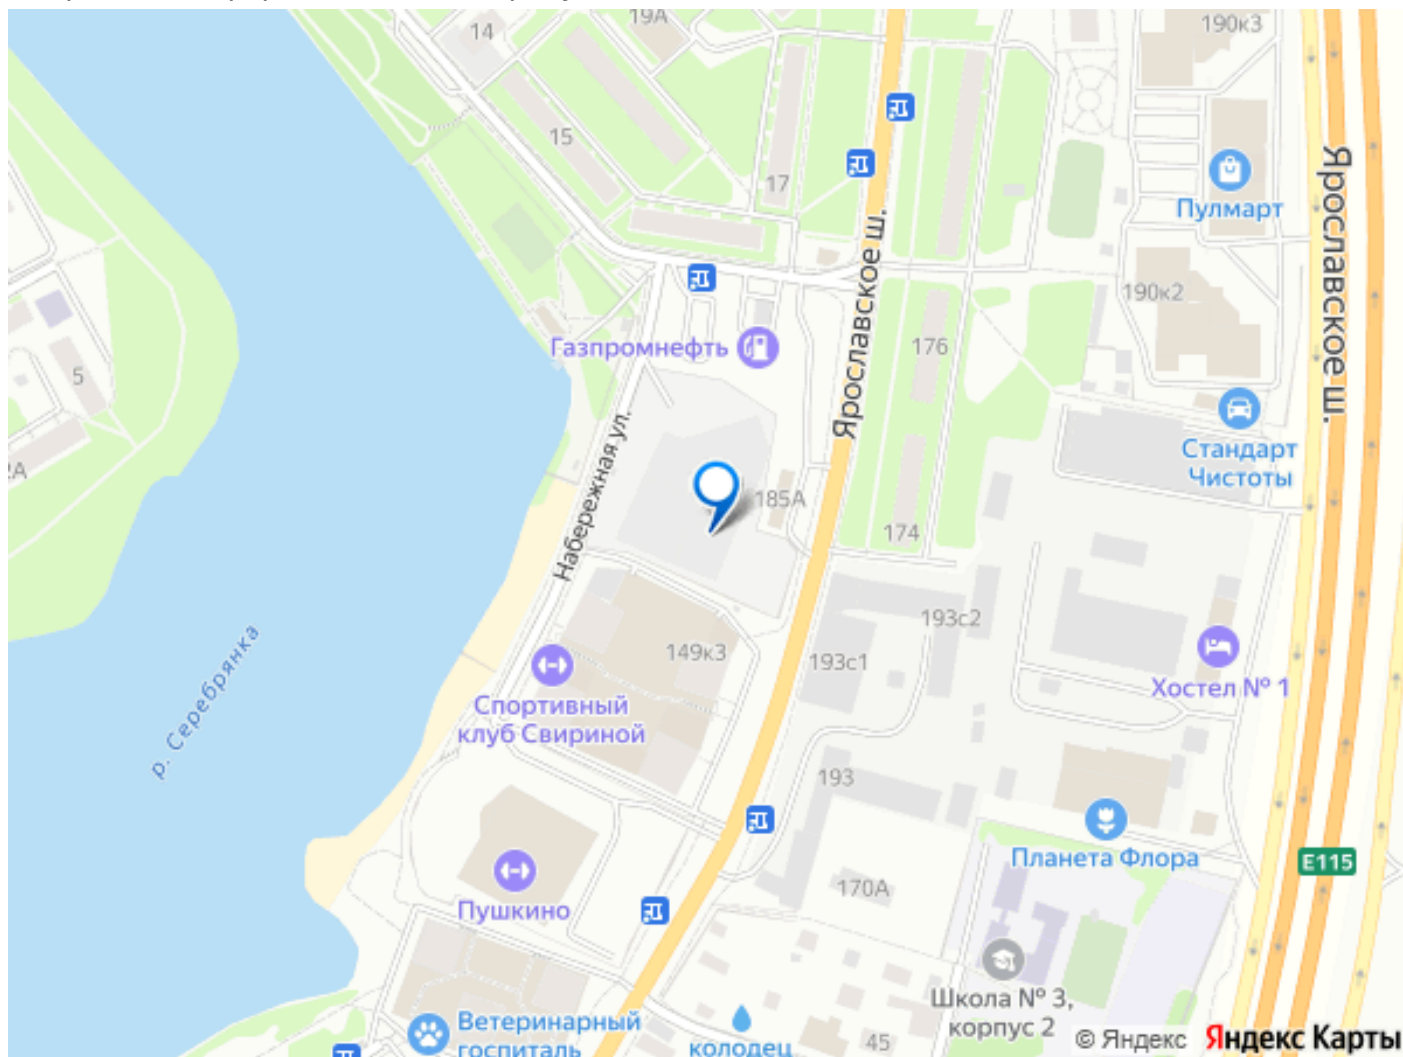 14
19А
190к3
15
17
Пулмарт
Ярославское ш.
Ярославское ш.
190к2
Газпромнефть
176
5
2А
Набережная ул.
Стандарт
Чистоты
185А
174
193с2
149к3
193с1
Хостел № 1
р. Серебрянка
Спортивный
клуб Свириной
193
Планета Флора
E115
170А
Пушкино
Школа № 3,
корпус 2
Ветеринарный
госпиталь
колодец
45
© Яндекс
Яндекс Карты